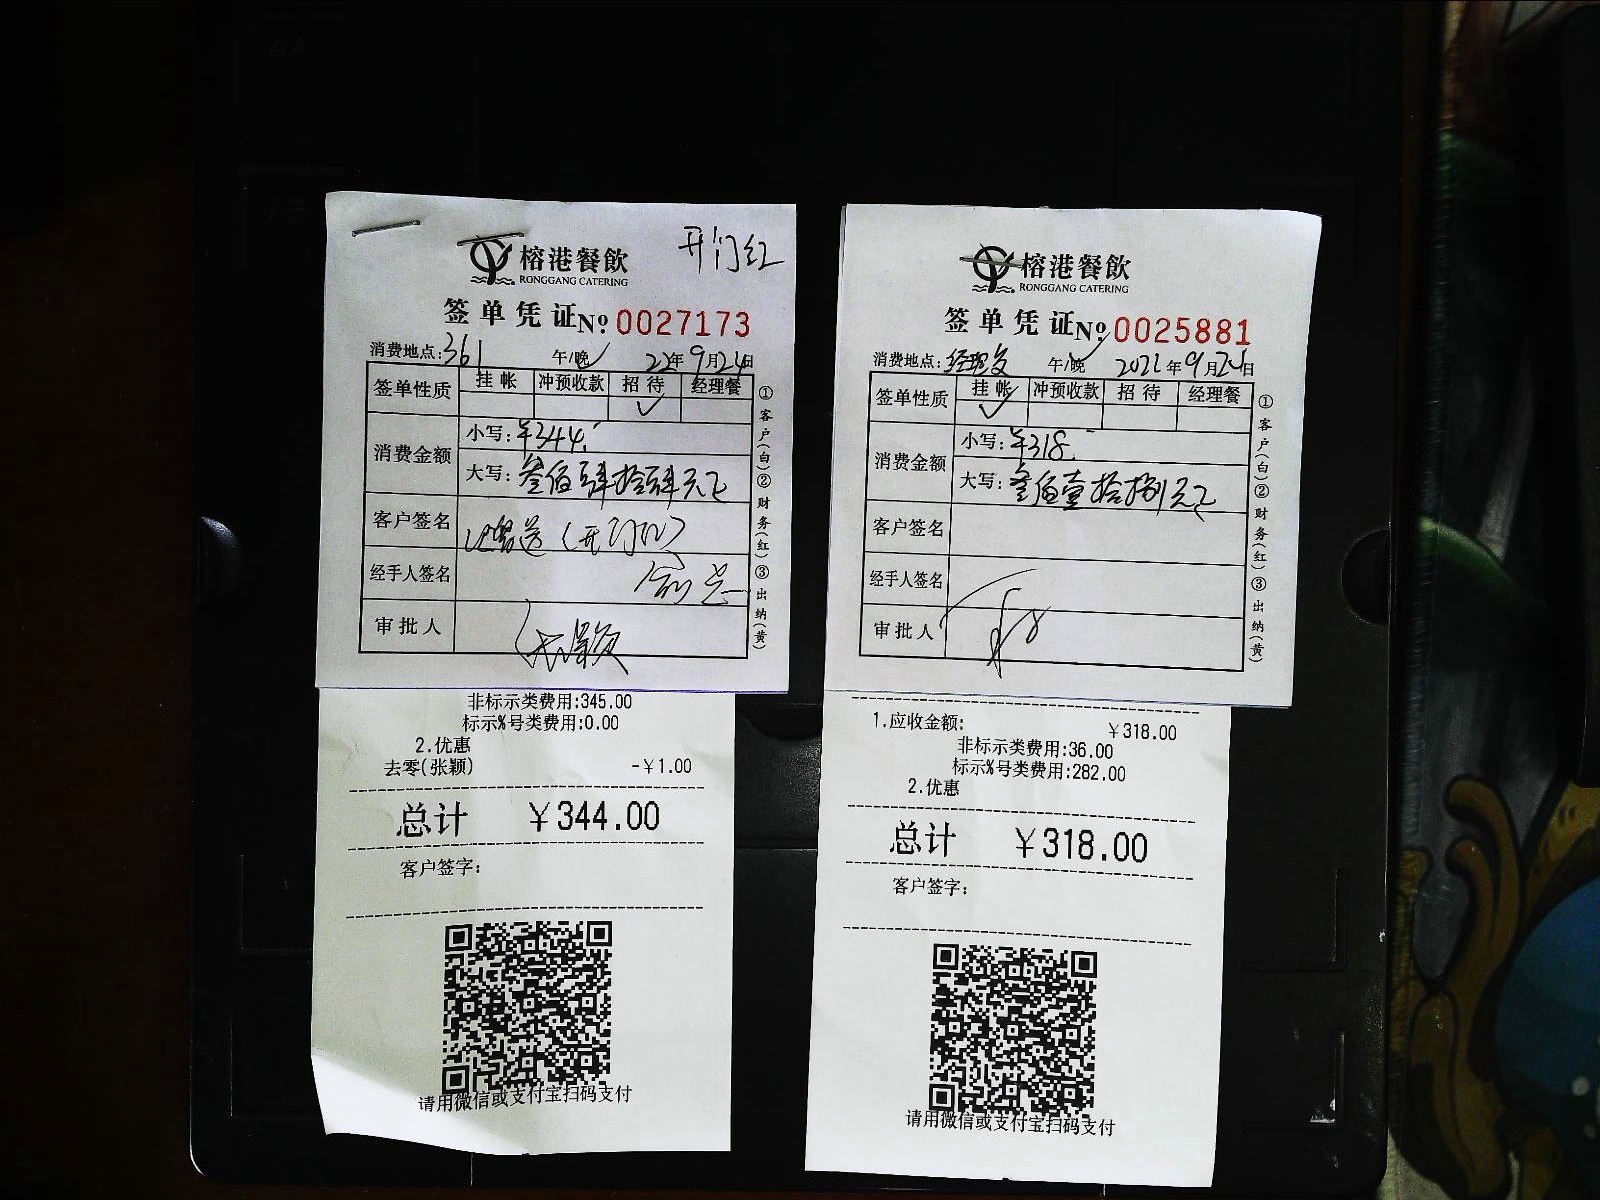 开门红
榕港餐飲
RONGGANG CATERING
签单凭证 No 0027173
消费地点:361 午/晚 22年9月24日
签单性质 挂帐 冲预收款 招待 经理餐
✓
消费金额 小写:¥344.-
大写:叁佰肆拾肆元正
客户签名 (开门红)
经手人签名
审批人 张颖
①客户(白)②财务(红)③出纳(黄)
非标示类费用:345.00
标示%号类费用:0.00
2.优惠
去零(张颖) -¥1.00
总计 ¥344.00
客户签字:
请用微信或支付宝扫码支付
榕港餐飲
RONGGANG CATERING
签单凭证 No 0025881
消费地点:经理 午/晚 2022年9月 日
签单性质 挂帐 冲预收款 招待 经理餐
✓
消费金额 小写:¥318.-
大写:叁佰壹拾捌元正
客户签名
经手人签名
审批人
①客户(白)②财务(红)③出纳(黄)
1.应收金额: ¥318.00
非标示类费用:36.00
标示%号类费用:282.00
2.优惠
总计 ¥318.00
客户签字:
请用微信或支付宝扫码支付